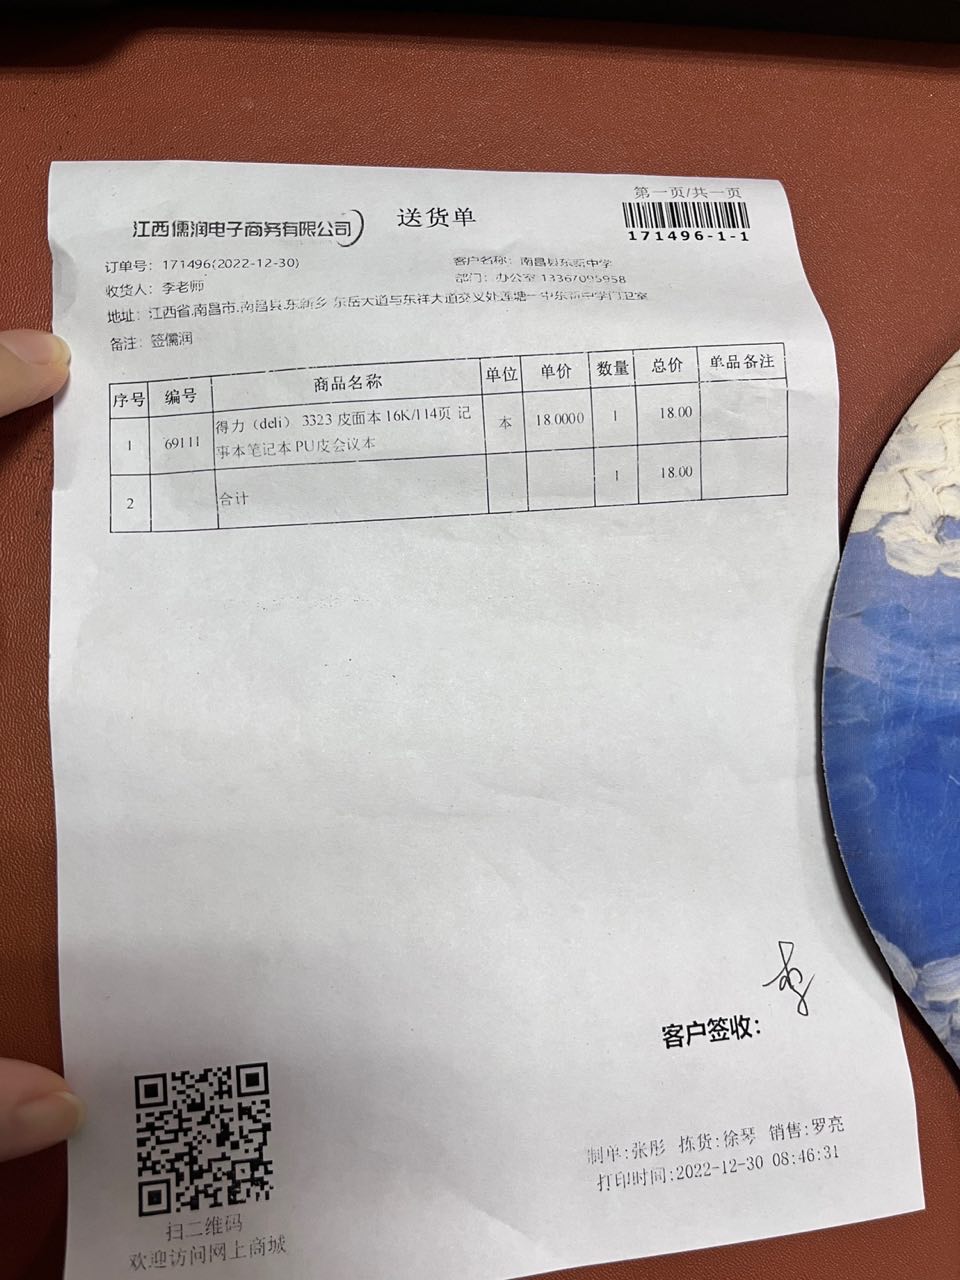 第一页/共一页
江西儒润电子商务有限公司 送货单
171496-1-1
订单号：171496(2022-12-30) 客户名称：南昌县东新中学
收货人：李老师 部门：办公室 13367095958
地址：江西省,南昌市,南昌县,东新乡 东岳大道与东祥大道交叉处莲塘一中东新中学门卫室
备注：签儒润
序号 编号 商品名称 单位 单价 数量 总价 单品备注
1 69111 得力（deli） 3323 皮面本 16K/114页 记 本 18.0000 1 18.00
事本笔记本 PU皮会议本
2 合计 1 18.00
客户签收：
制单:张彤 拣货:徐琴 销售:罗亮
打印时间:2022-12-30 08:46:31
扫二维码
欢迎访问网上商城